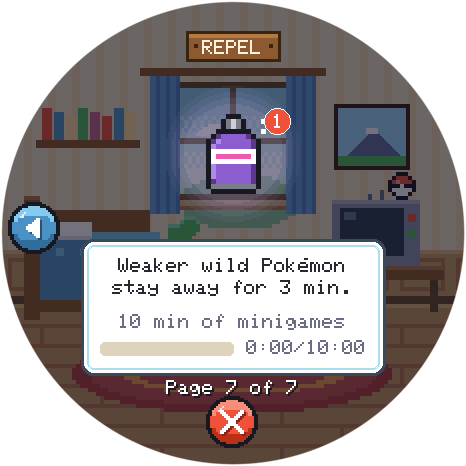 REPEL
1
Weaker wild Pokémon
stay away for 3 min.
10 min of minigames
0:00/10:00
Page 7 of 7